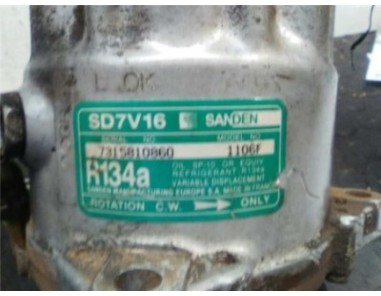 L OK
SD7V16 SANDEN
SERIAL NO MODEL NO
7315810860 1106F
R134a
OIL SP-10 OR EQUIV
REFRIGERANT R134a
VARIABLE DISPLACEMENT
SANDEN MANUFACTURING EUROPE S.A. MADE IN FRANCE
ROTATION C.W. ONLY